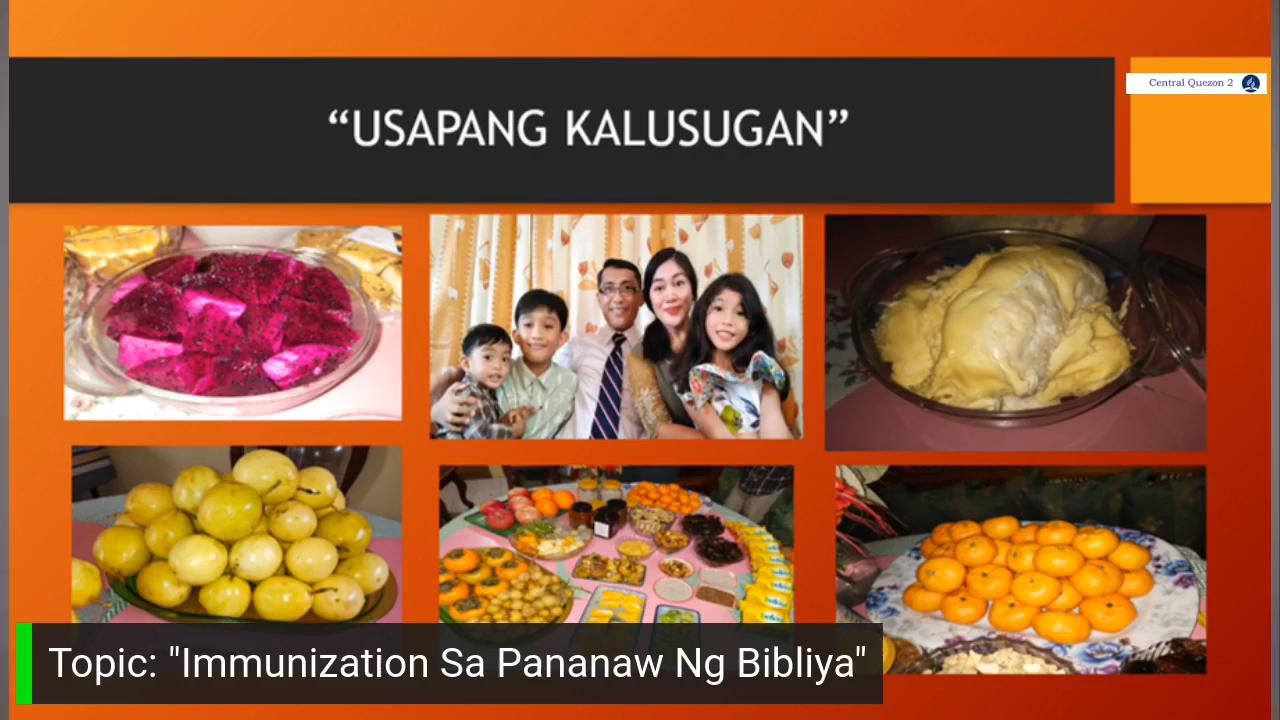 Central Quezon 2
“USAPANG KALUSUGAN”
Topic: "Immunization Sa Pananaw Ng Bibliya"